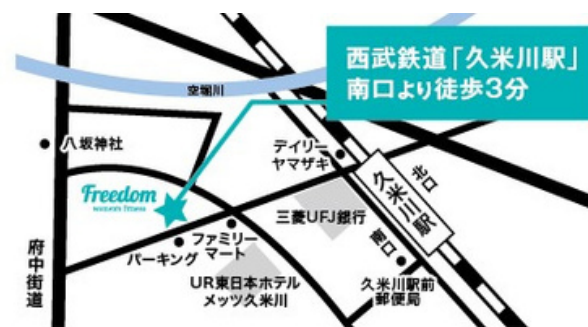 西武鉄道「久米川駅」
南口より徒歩3分
空堀川
八坂神社
デイリー
ヤマザキ
北口
久米川駅
Freedom
women's fitness
三菱UFJ銀行
南口
ファミリー
マート
パーキング
府中街道
UR東日本ホテル
メッツ久米川
久米川駅前
郵便局